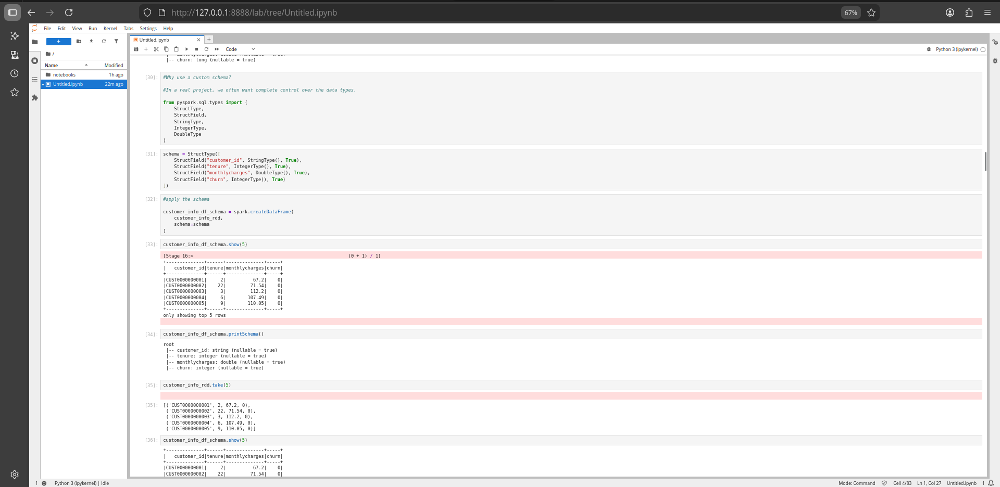 http://127.0.0.1:8888/lab/tree/Untitled.ipynb
67%
File Edit View Run Kernel Tabs Settings Help
+
/
Name Modified
notebooks 1h ago
Untitled.ipynb 22m ago
Untitled.ipynb
Code
Python 3 (ipykernel)
|-- churn: long (nullable = true)
[30]:
#Why use a custom schema?
#In a real project, we often want complete control over the data types.
from pyspark.sql.types import (
    StructType,
    StructField,
    StringType,
    IntegerType,
    DoubleType
)
[31]:
schema = StructType([
    StructField("customer_id", StringType(), True),
    StructField("tenure", IntegerType(), True),
    StructField("monthlycharges", DoubleType(), True),
    StructField("churn", IntegerType(), True)
])
[32]:
#apply the schema
customer_info_df_schema = spark.createDataFrame(
    customer_info_rdd,
    schema=schema
)
[33]:
customer_info_df_schema.show(5)
[Stage 16:> (0 + 1) / 1]
+--------------+------+--------------+-----+
|   customer_id|tenure|monthlycharges|churn|
+--------------+------+--------------+-----+
|CUST0000000001|     2|          67.2|    0|
|CUST0000000002|    22|         71.54|    0|
|CUST0000000003|     3|         112.2|    0|
|CUST0000000004|     6|        107.49|    0|
|CUST0000000005|     9|        110.05|    0|
+--------------+------+--------------+-----+
only showing top 5 rows
[34]:
customer_info_df_schema.printSchema()
root
 |-- customer_id: string (nullable = true)
 |-- tenure: integer (nullable = true)
 |-- monthlycharges: double (nullable = true)
 |-- churn: integer (nullable = true)
[35]:
customer_info_rdd.take(5)
[35]:
[('CUST0000000001', 2, 67.2, 0),
 ('CUST0000000002', 22, 71.54, 0),
 ('CUST0000000003', 3, 112.2, 0),
 ('CUST0000000004', 6, 107.49, 0),
 ('CUST0000000005', 9, 110.05, 0)]
[36]:
customer_info_df_schema.show(5)
+--------------+------+--------------+-----+
|   customer_id|tenure|monthlycharges|churn|
+--------------+------+--------------+-----+
|CUST0000000001|     2|          67.2|    0|
|CUST0000000002|    22|         71.54|    0|
1 Python 3 (ipykernel) | Idle
Mode: Command Cell 4/83 Ln 1, Col 27 Untitled.ipynb 1